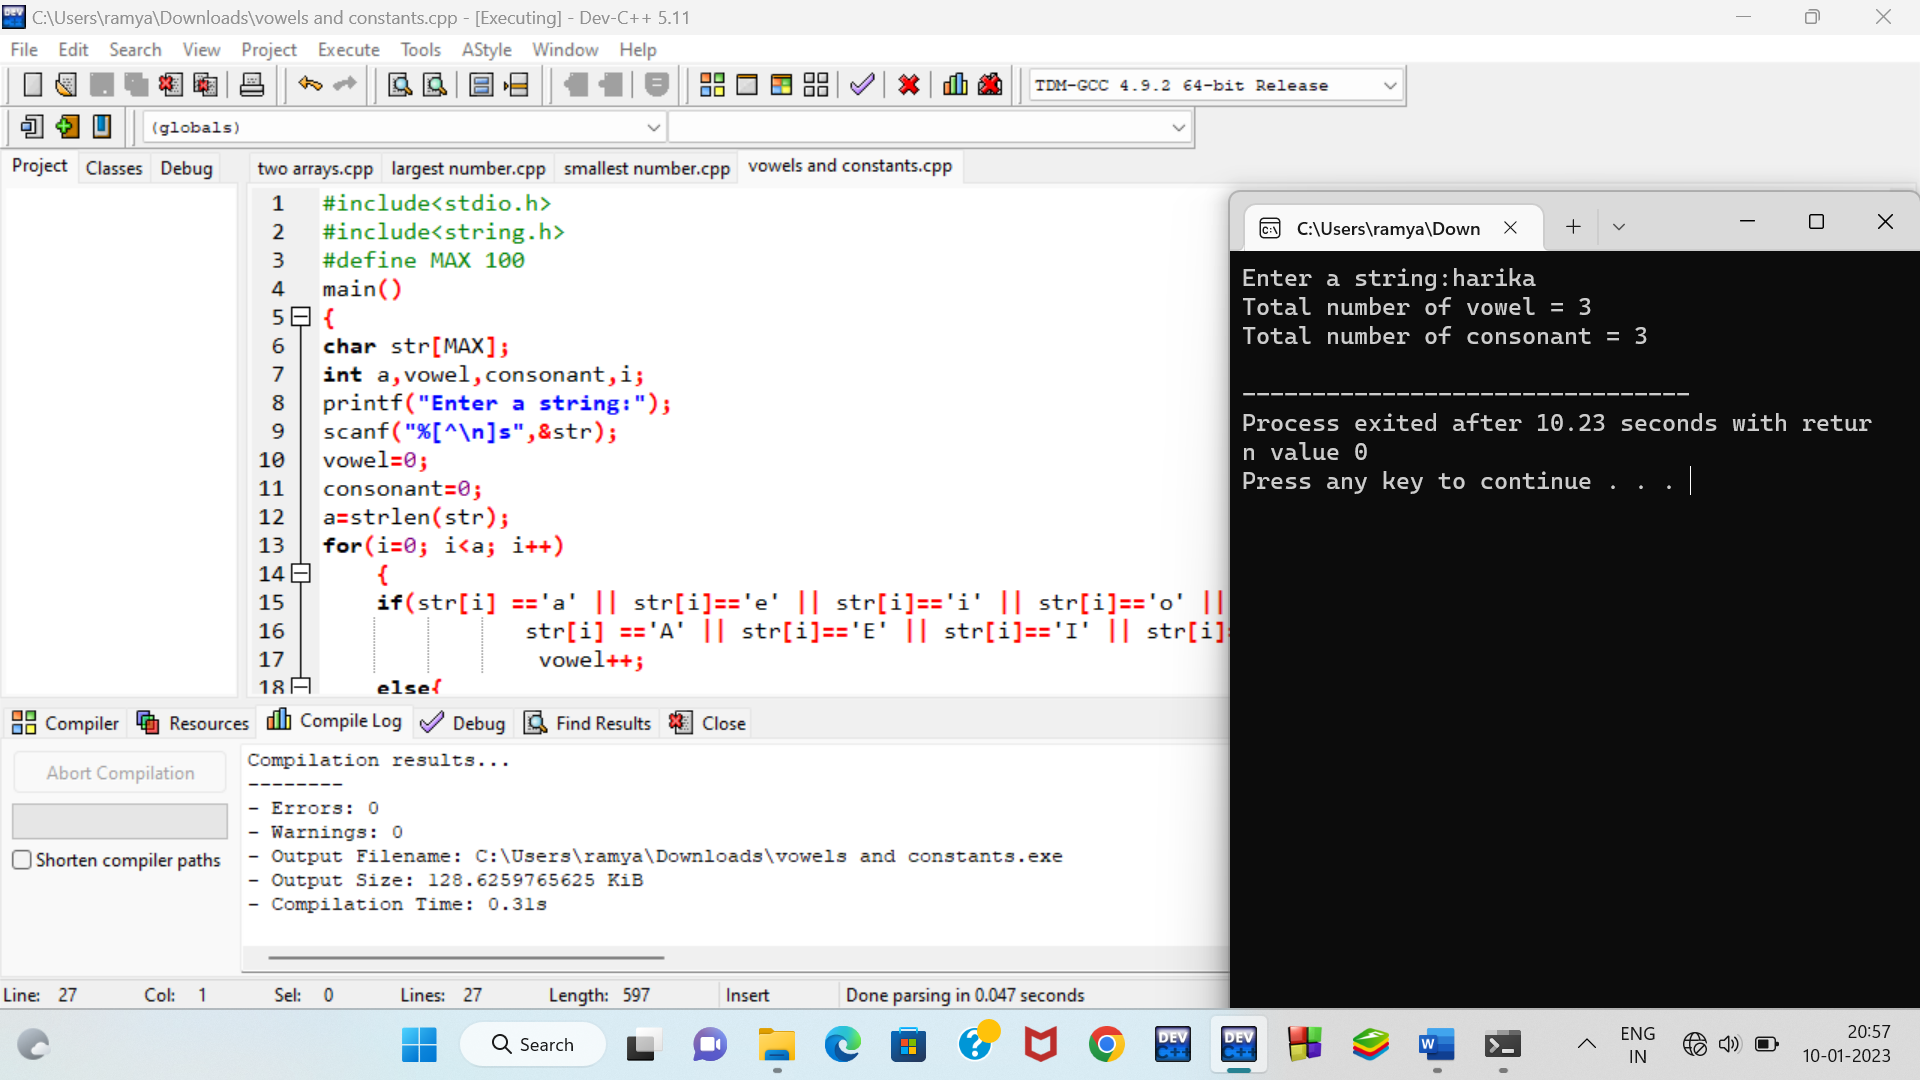 C:\Users\ramya\Downloads\vowels and constants.cpp - [Executing] - Dev-C++ 5.11
File Edit Search View Project Execute Tools AStyle Window Help
TDM-GCC 4.9.2 64-bit Release
(globals)
Project Classes Debug
two arrays.cpp largest number.cpp smallest number.cpp vowels and constants.cpp
1 #include<stdio.h>
2 #include<string.h>
3 #define MAX 100
4 main()
5 {
6 char str[MAX];
7 int a,vowel,consonant,i;
8 printf("Enter a string:");
9 scanf("%[^\n]s",&str);
10 vowel=0;
11 consonant=0;
12 a=strlen(str);
13 for(i=0; i<a; i++)
14 {
15 if(str[i] =='a' || str[i]=='e' || str[i]=='i' || str[i]=='o' ||
16 str[i] =='A' || str[i]=='E' || str[i]=='I' || str[i]=
17 vowel++;
18 else{
C:\Users\ramya\Down
Enter a string:harika
Total number of vowel = 3
Total number of consonant = 3
--------------------------------
Process exited after 10.23 seconds with retur
n value 0
Press any key to continue . . .
Compiler Resources Compile Log Debug Find Results Close
Abort Compilation
Shorten compiler paths
Compilation results...
--------
- Errors: 0
- Warnings: 0
- Output Filename: C:\Users\ramya\Downloads\vowels and constants.exe
- Output Size: 128.6259765625 KiB
- Compilation Time: 0.31s
Line: 27 Col: 1 Sel: 0 Lines: 27 Length: 597 Insert Done parsing in 0.047 seconds
Search
DEV C++
DEV C++
W
ENG
IN
20:57
10-01-2023